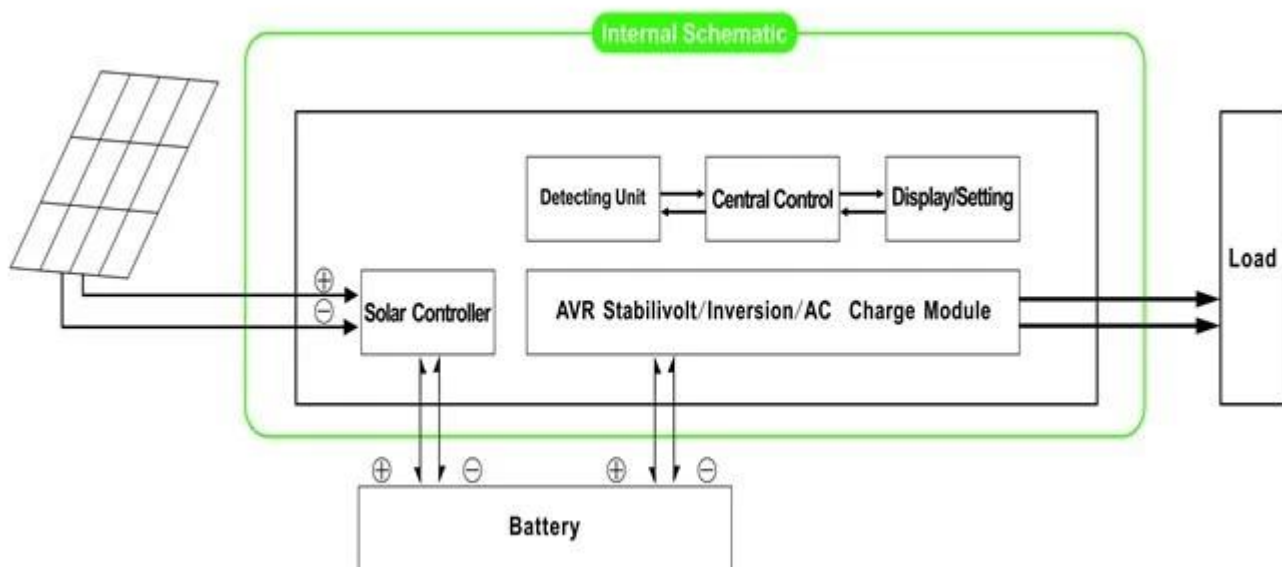 Internal Schematic
Detecting Unit
Central Control
Display/Setting
Load
⊕
⊖
Solar Controller
AVR Stabilivolt/Inversion/AC Charge Module
⊕ ⊖ ⊕ ⊖
Battery